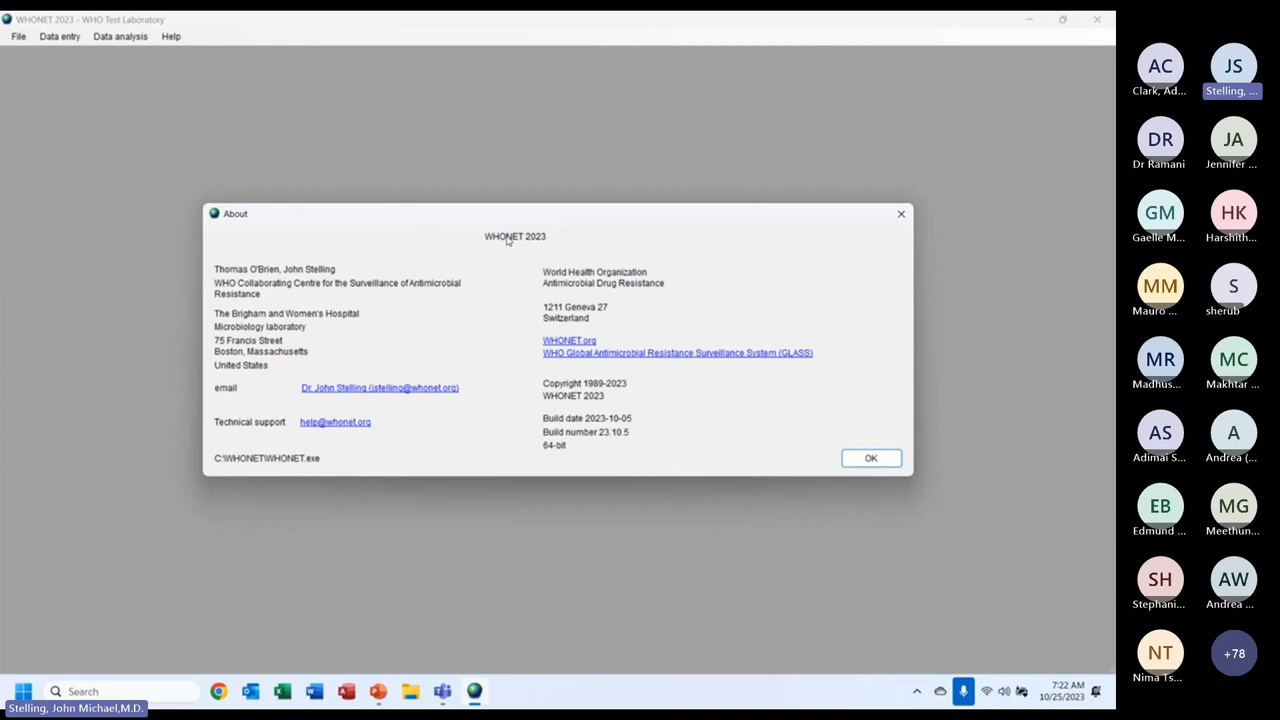 WHONET 2023 - WHO Test Laboratory
File Data entry Data analysis Help
About
WHONET 2023
Thomas O'Brien, John Stelling
WHO Collaborating Centre for the Surveillance of Antimicrobial
Resistance
The Brigham and Women's Hospital
Microbiology laboratory
75 Francis Street
Boston, Massachusetts
United States
email Dr. John Stelling (jstelling@whonet.org)
Technical support help@whonet.org
C:\WHONET\WHONET.exe
World Health Organization
Antimicrobial Drug Resistance
1211 Geneva 27
Switzerland
WHONET.org
WHO Global Antimicrobial Resistance Surveillance System (GLASS)
Copyright 1989-2023
WHONET 2023
Build date 2023-10-05
Build number 23.10.5
64-bit
OK
AC JS
Clark, Ad... Stelling, ...
DR JA
Dr Ramani Jennifer ...
GM HK
Gaelle M... Harshith...
MM S
Mauro ... sherub
MR MC
Madhus... Makhtar ...
AS A
Adimai S... Andrea (...
EB MG
Edmund ... Meethun...
SH AW
Stephani... Andrea ...
NT +78
Nima Ts...
Search
7:22 AM
10/25/2023
Stelling, John Michael,M.D.